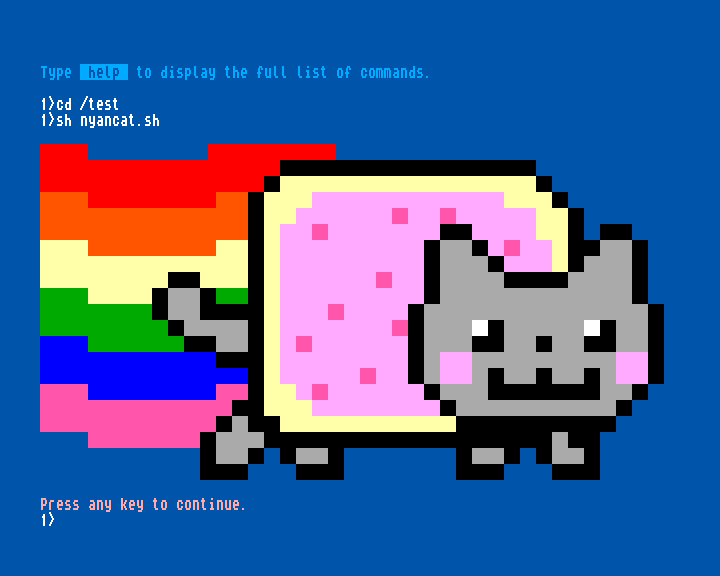 Type help to display the full list of commands.
1>cd /test
1>sh nyancat.sh
Press any key to continue.
1>